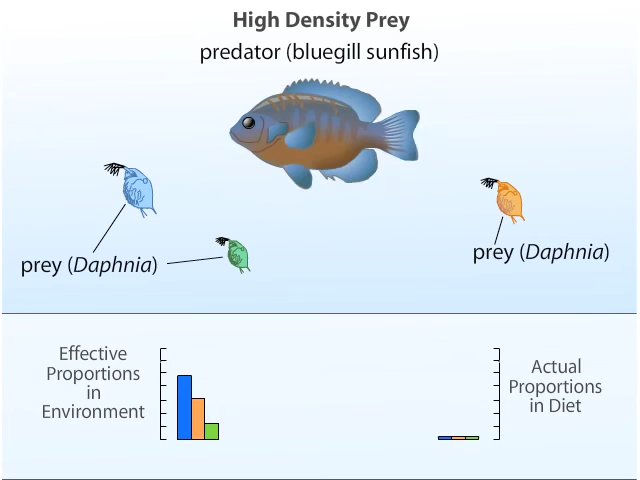 High Density Prey
predator (bluegill sunfish)
prey (Daphnia)
prey (Daphnia)
Effective
Proportions
in
Environment
Actual
Proportions
in Diet